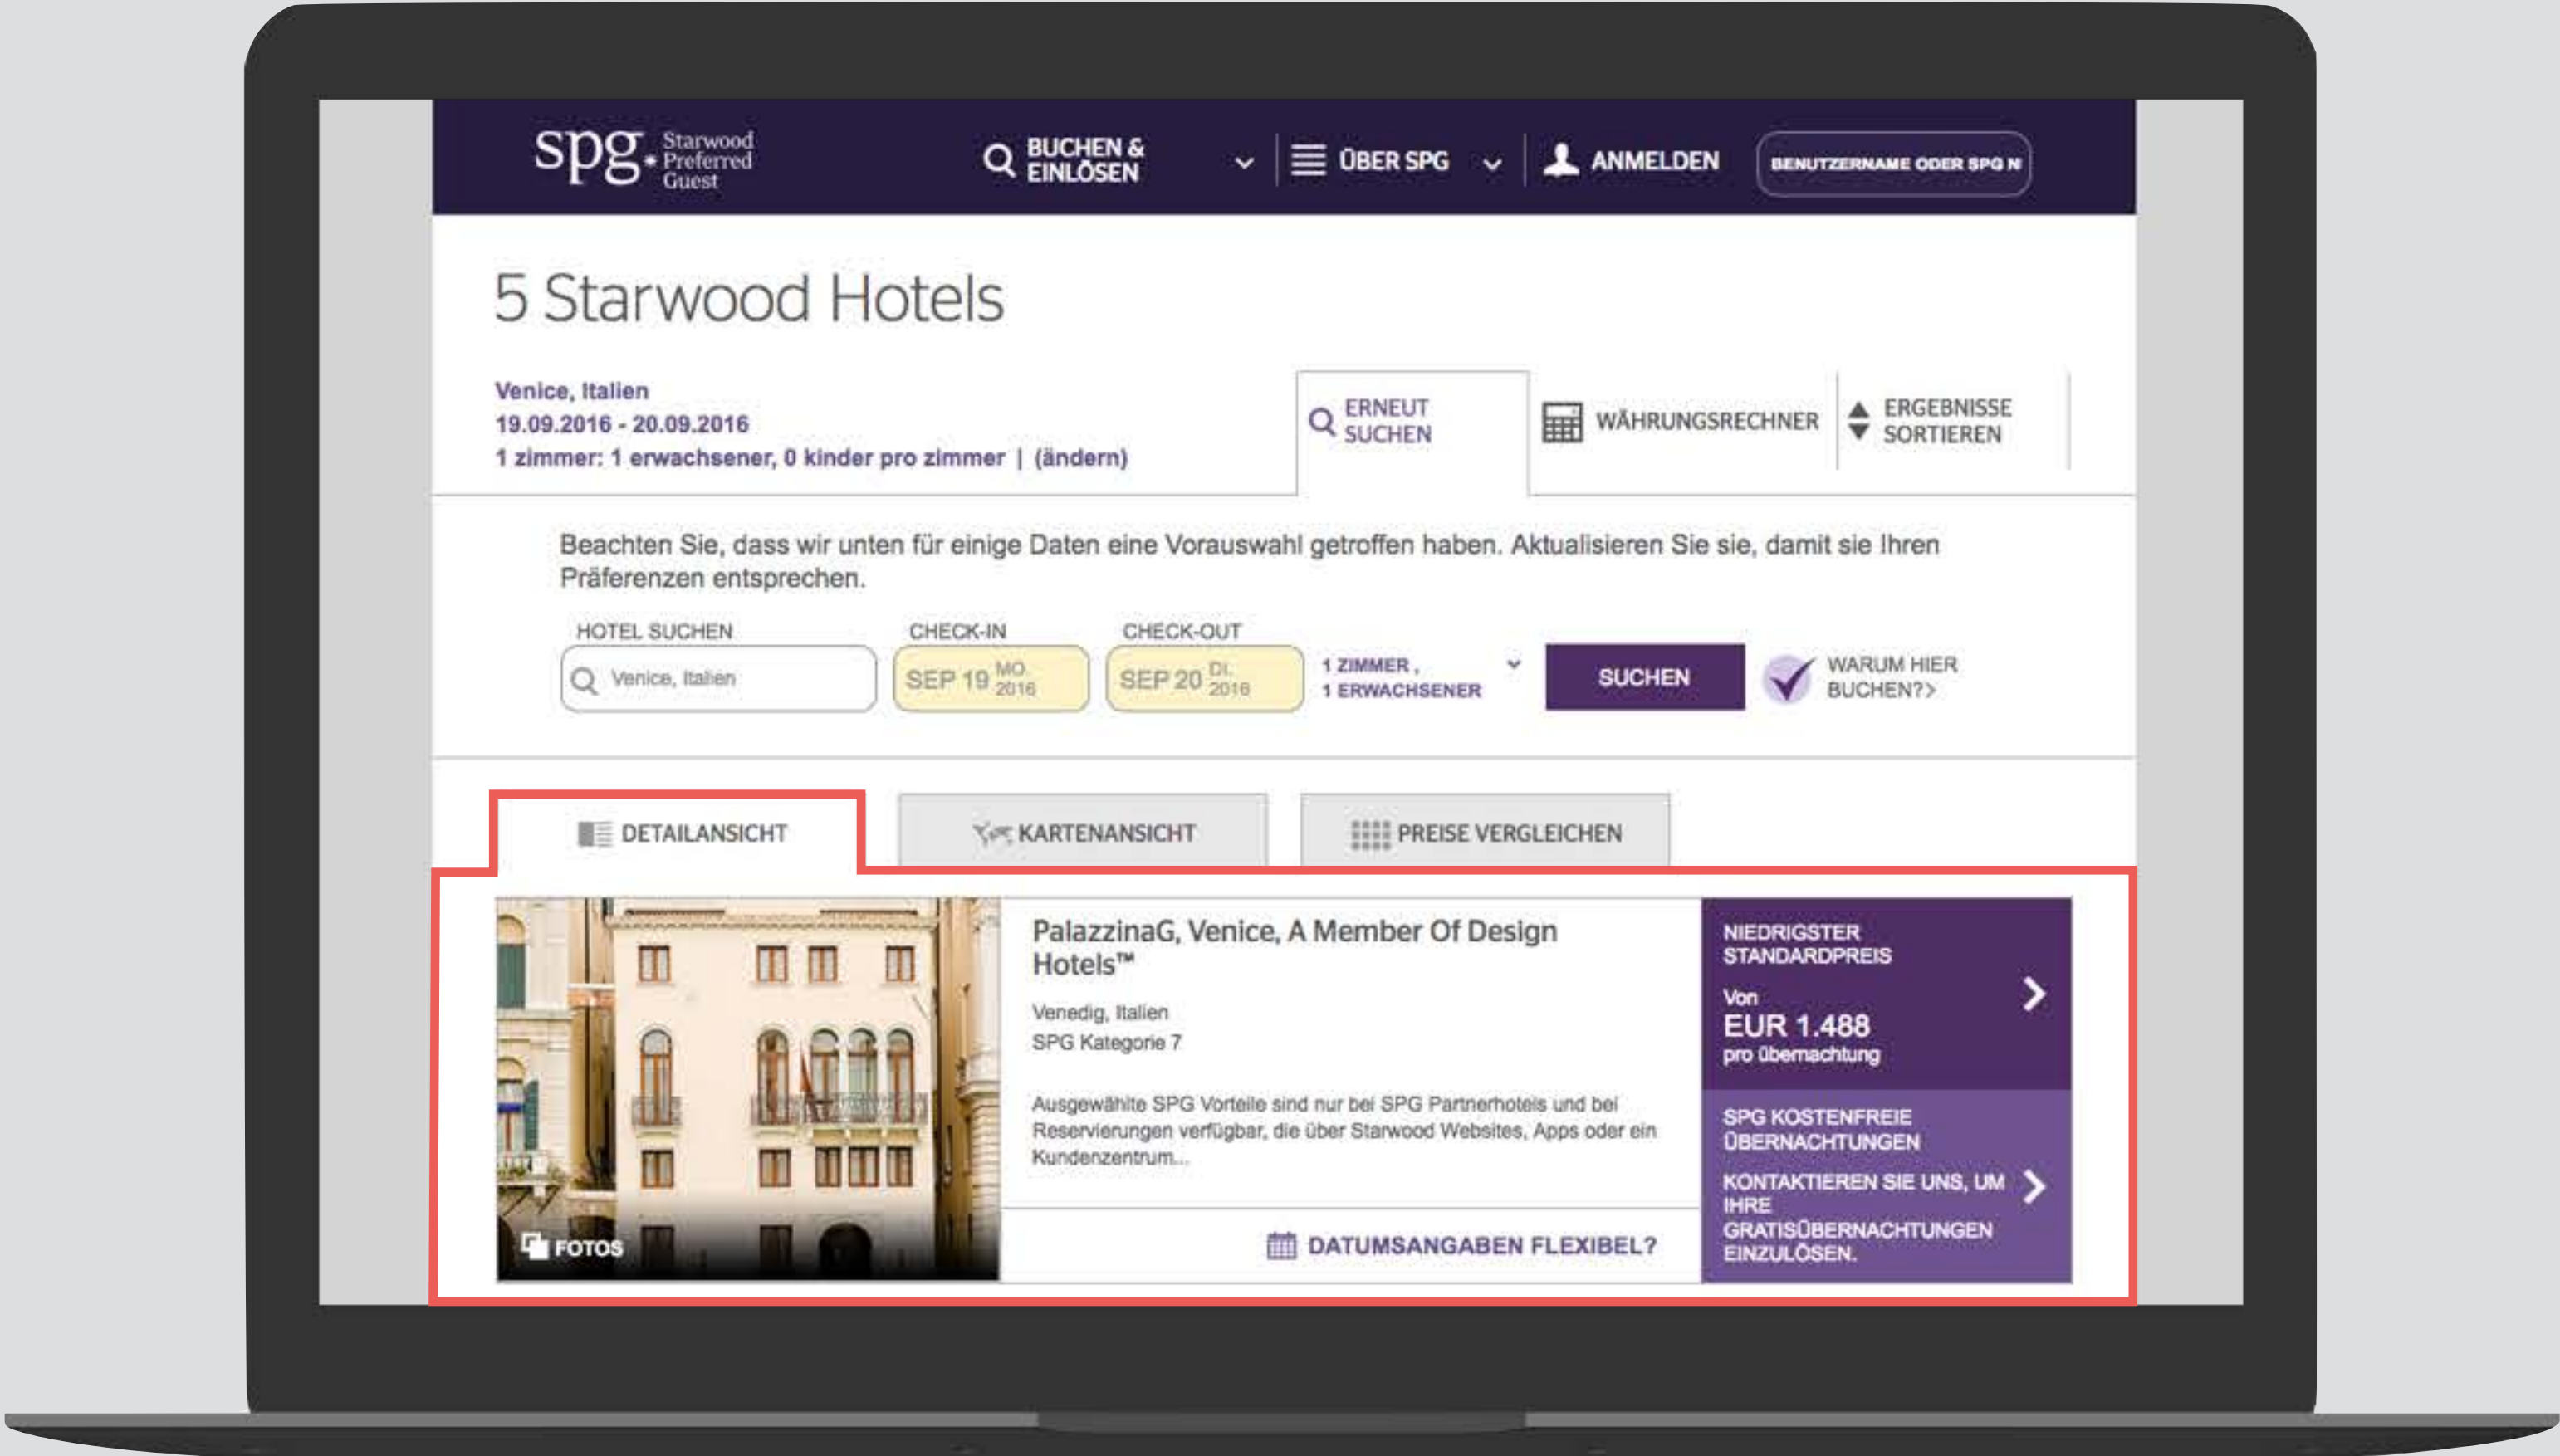 spg* Starwood
Preferred
Guest
BUCHEN &
EINLÖSEN
ÜBER SPG
ANMELDEN
BENUTZERNAME ODER SPG N
5 Starwood Hotels
Venice, Italien
19.09.2016 - 20.09.2016
1 zimmer: 1 erwachsener, 0 kinder pro zimmer | (ändern)
ERNEUT
SUCHEN
WÄHRUNGSRECHNER
ERGEBNISSE
SORTIEREN
Beachten Sie, dass wir unten für einige Daten eine Vorauswahl getroffen haben. Aktualisieren Sie sie, damit sie Ihren
Präferenzen entsprechen.
HOTEL SUCHEN
Venice, Italien
CHECK-IN
SEP 19 MO. 2016
CHECK-OUT
SEP 20 DI. 2016
1 ZIMMER ,
1 ERWACHSENER
SUCHEN
WARUM HIER
BUCHEN?>
DETAILANSICHT
KARTENANSICHT
PREISE VERGLEICHEN
FOTOS
PalazzinaG, Venice, A Member Of Design
Hotels™
Venedig, Italien
SPG Kategorie 7
Ausgewählte SPG Vorteile sind nur bei SPG Partnerhotels und bei
Reservierungen verfügbar, die über Starwood Websites, Apps oder ein
Kundenzentrum...
DATUMSANGABEN FLEXIBEL?
NIEDRIGSTER
STANDARDPREIS
Von
EUR 1.488
pro übernachtung
SPG KOSTENFREIE
ÜBERNACHTUNGEN
KONTAKTIEREN SIE UNS, UM
IHRE
GRATISÜBERNACHTUNGEN
EINZULÖSEN.